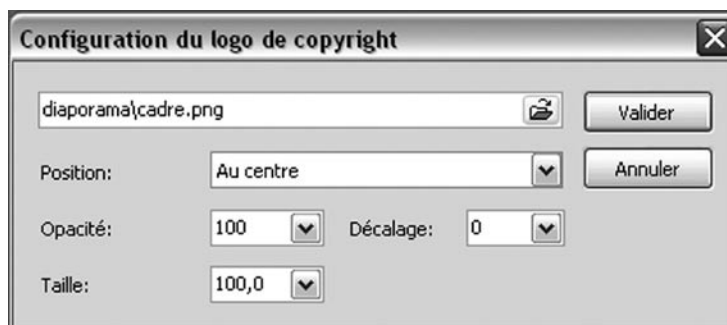 Configuration du logo de copyright
diaporama\cadre.png
Valider
Position:
Au centre
Annuler
Opacité:
100
Décalage:
0
Taille:
100,0